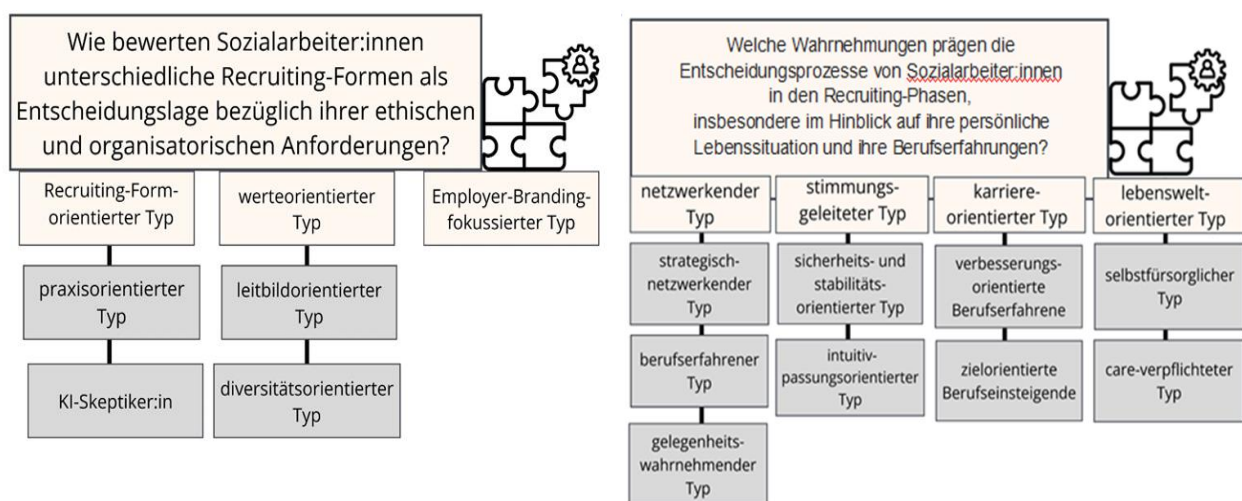 Wie bewerten Sozialarbeiter:innen
unterschiedliche Recruiting-Formen als
Entscheidungslage bezüglich ihrer ethischen
und organisatorischen Anforderungen?
Recruiting-Form-
orientierter Typ
praxisorientierter
Typ
KI-Skeptiker:in
werteorientierter
Typ
leitbildorientierter
Typ
diversitätsorientierter
Typ
Employer-Branding-
fokussierter Typ
Welche Wahrnehmungen prägen die
Entscheidungsprozesse von Sozialarbeiter:innen
in den Recruiting-Phasen,
insbesondere im Hinblick auf ihre persönliche
Lebenssituation und ihre Berufserfahrungen?
netzwerkender
Typ
strategisch-
netzwerkender
Typ
berufserfahrener
Typ
gelegenheits-
wahrnehmender
Typ
stimmungs-
geleiteter Typ
sicherheits- und
stabilitäts-
orientierter Typ
intuitiv-
passungsorientierter
Typ
karriere-
orientierter Typ
verbesserungs-
orientierte
Berufserfahrene
zielorientierte
Berufseinsteigende
lebenswelt-
orientierter Typ
selbstfürsorglicher
Typ
care-verpflichteter
Typ